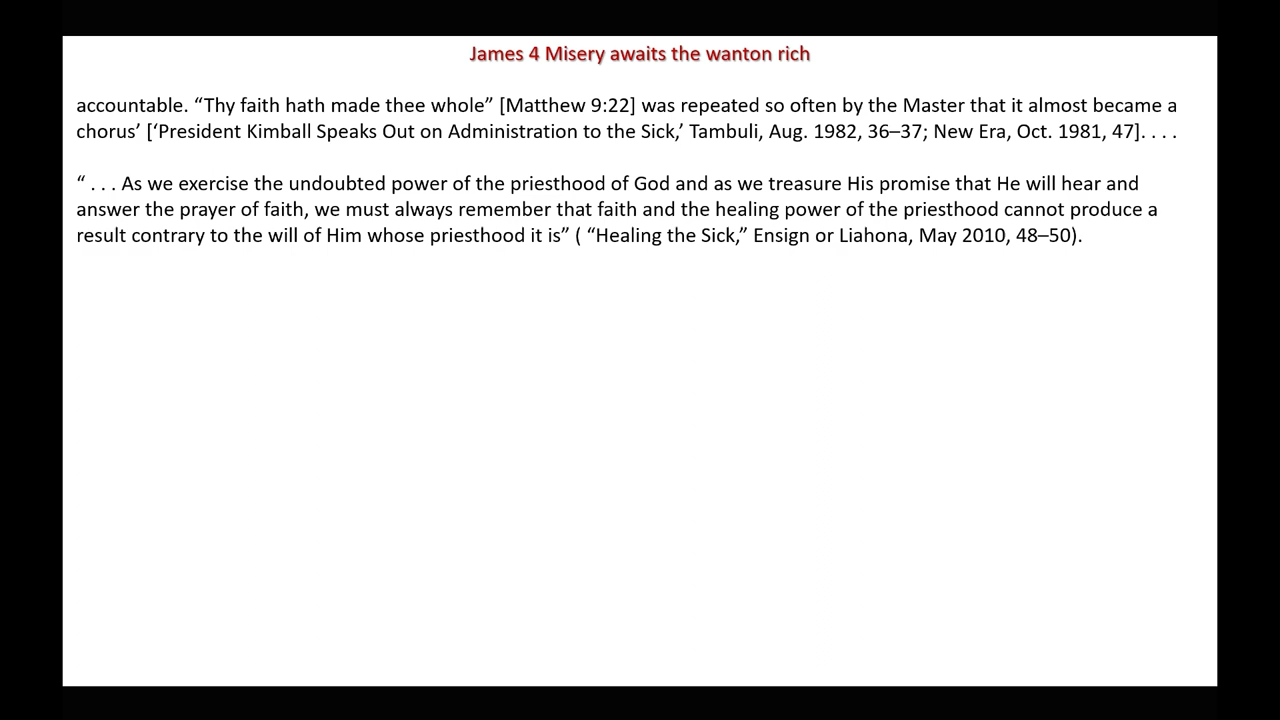 James 4 Misery awaits the wanton rich
accountable. “Thy faith hath made thee whole” [Matthew 9:22] was repeated so often by the Master that it almost became a
chorus’ [‘President Kimball Speaks Out on Administration to the Sick,’ Tambuli, Aug. 1982, 36–37; New Era, Oct. 1981, 47]. . . .
“ . . . As we exercise the undoubted power of the priesthood of God and as we treasure His promise that He will hear and
answer the prayer of faith, we must always remember that faith and the healing power of the priesthood cannot produce a
result contrary to the will of Him whose priesthood it is” ( “Healing the Sick,” Ensign or Liahona, May 2010, 48–50).